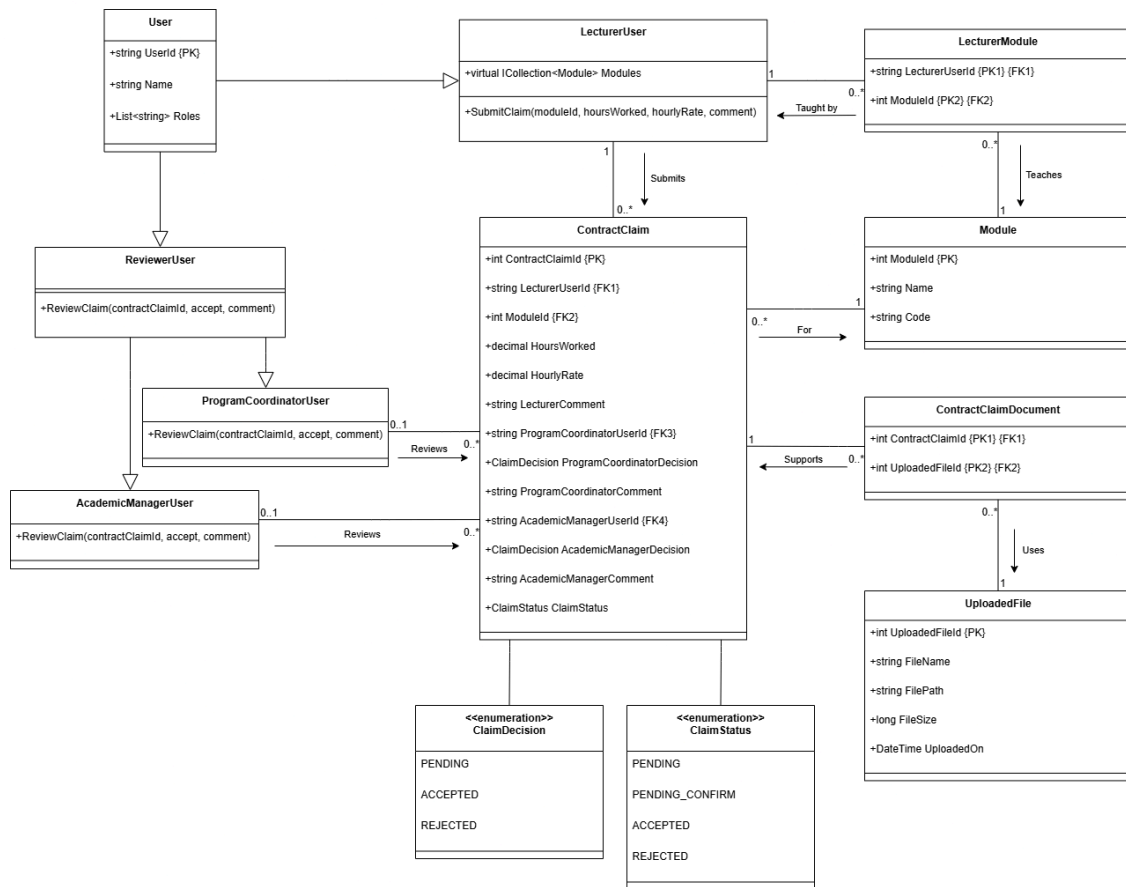 User
+string UserId {PK}
+string Name
+List<string> Roles
LecturerUser
+virtual ICollection<Module> Modules
+SubmitClaim(moduleId, hoursWorked, hourlyRate, comment)
1
0..*
Taught by
LecturerModule
+string LecturerUserId {PK1} {FK1}
+int ModuleId {PK2} {FK2}
1
Submits
0..*
0..*
Teaches
1
ReviewerUser
+ReviewClaim(contractClaimId, accept, comment)
ContractClaim
+int ContractClaimId {PK}
+string LecturerUserId {FK1}
+int ModuleId {FK2}
+decimal HoursWorked
+decimal HourlyRate
+string LecturerComment
+string ProgramCoordinatorUserId {FK3}
+ClaimDecision ProgramCoordinatorDecision
+string ProgramCoordinatorComment
+string AcademicManagerUserId {FK4}
+ClaimDecision AcademicManagerDecision
+string AcademicManagerComment
+ClaimStatus ClaimStatus
Module
+int ModuleId {PK}
+string Name
+string Code
1
0..*
For
ProgramCoordinatorUser
+ReviewClaim(contractClaimId, accept, comment)
0..1
Reviews
0..*
ContractClaimDocument
+int ContractClaimId {PK1} {FK1}
+int UploadedFileId {PK2} {FK2}
1
Supports
0..*
AcademicManagerUser
+ReviewClaim(contractClaimId, accept, comment)
0..1
Reviews
0..*
0..*
Uses
1
UploadedFile
+int UploadedFileId {PK}
+string FileName
+string FilePath
+long FileSize
+DateTime UploadedOn
<<enumeration>>
ClaimDecision
PENDING
ACCEPTED
REJECTED
<<enumeration>>
ClaimStatus
PENDING
PENDING_CONFIRM
ACCEPTED
REJECTED